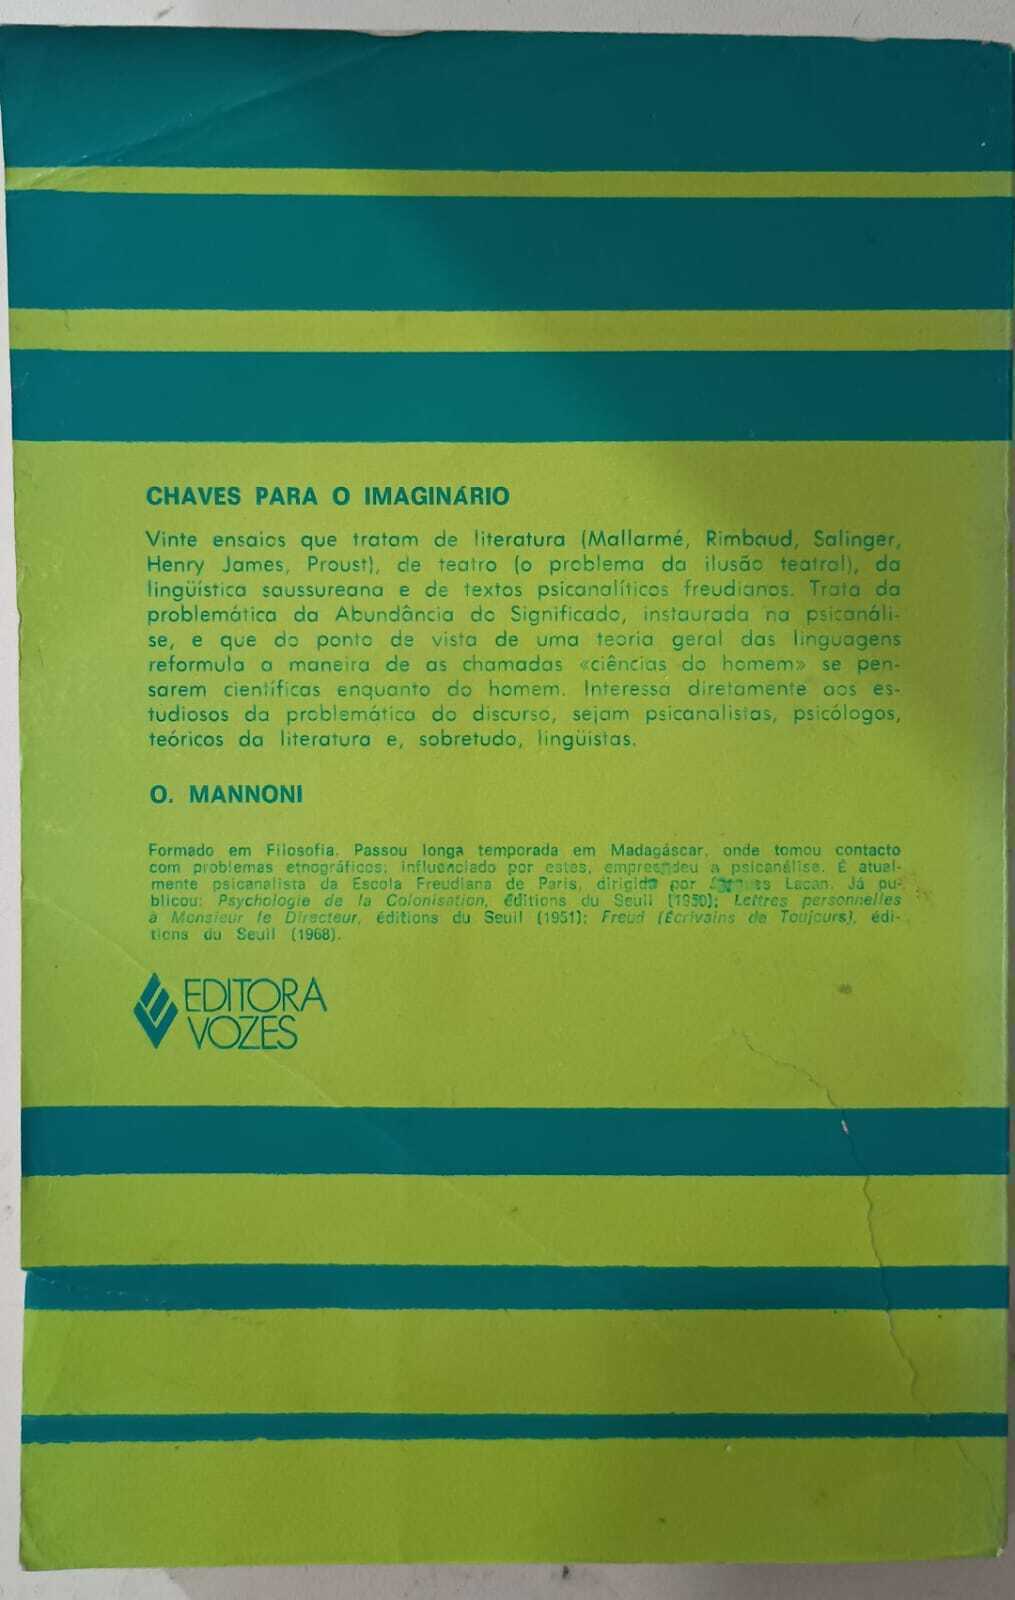 CHAVES PARA O IMAGINÁRIO
Vinte ensaios que tratam de literatura (Mallarmé, Rimbaud, Salinger,
Henry James, Proust), de teatro (o problema da ilusão teatral), da
lingüística saussureana e de textos psicanalíticos freudianos. Trata da
problemática da Abundância do Significado, instaurada na psicanáli-
se, e que do ponto de vista de uma teoria geral das linguagens
reformula a maneira de as chamadas «ciências do homem» se pen-
sarem científicas enquanto do homem. Interessa diretamente aos es-
tudiosos da problemática do discurso, sejam psicanalistas, psicólogos,
teóricos da literatura e, sobretudo, lingüistas.
O. MANNONI
Formado em Filosofia. Passou longa temporada em Madagáscar, onde tomou contacto
com problemas etnográficos; influenciado por estes, empreendeu a psicanálise. É atual-
mente psicanalista da Escola Freudiana de Paris, dirigida por Jacques Lacan. Já pu-
blicou: Psychologie de la Colonisation, éditions du Seuil (1950); Lettres personnelles
à Monsieur le Directeur, éditions du Seuil (1951); Freud (Écrivains de Toujours), édi-
tions du Seuil (1968).
EDITORA
VOZES